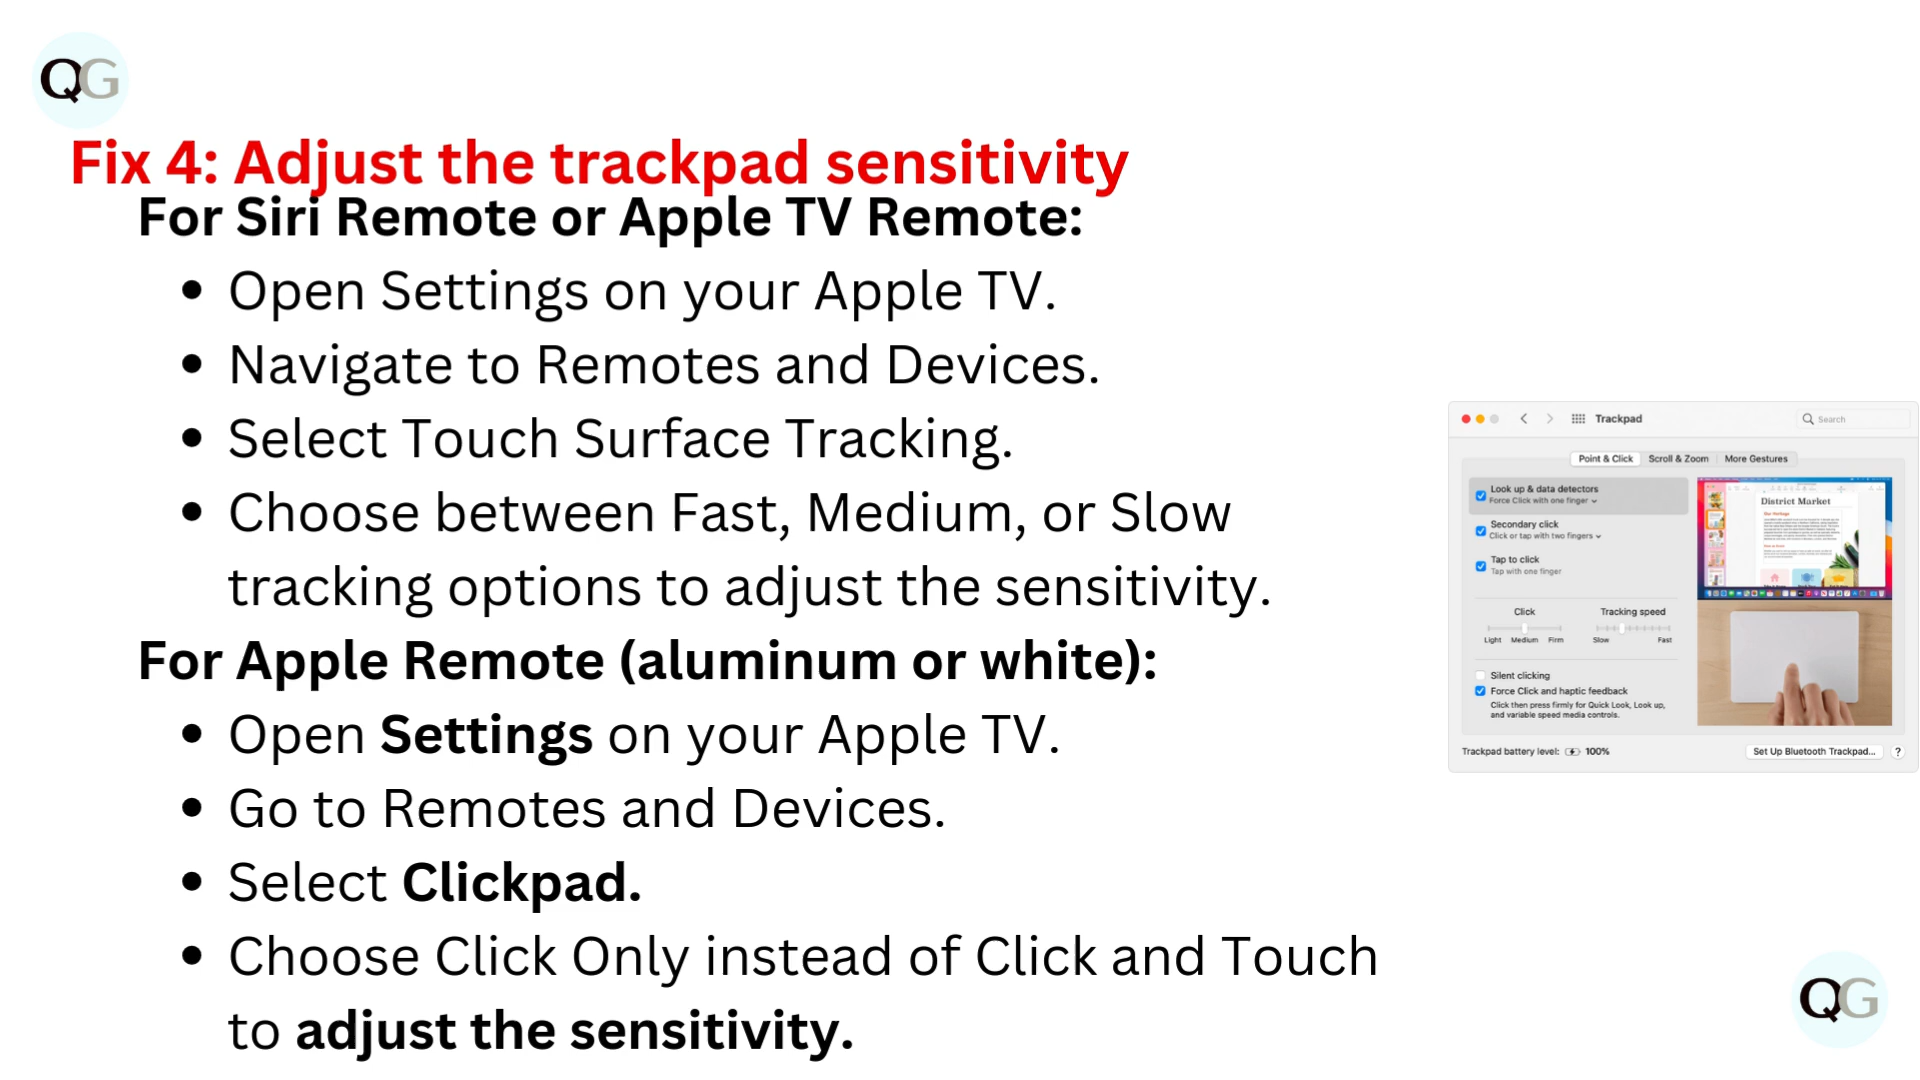 QG
Fix 4: Adjust the trackpad sensitivity
For Siri Remote or Apple TV Remote:
• Open Settings on your Apple TV.
• Navigate to Remotes and Devices.
• Select Touch Surface Tracking.
• Choose between Fast, Medium, or Slow
tracking options to adjust the sensitivity.
For Apple Remote (aluminum or white):
• Open Settings on your Apple TV.
• Go to Remotes and Devices.
• Select Clickpad.
• Choose Click Only instead of Click and Touch
to adjust the sensitivity.
Trackpad
Search
Point & Click Scroll & Zoom More Gestures
Look up & data detectors
Force Click with one finger
Secondary click
Click or tap with two fingers
Tap to click
Tap with one finger
Click Tracking speed
Light Medium Firm Slow Fast
Silent clicking
Force Click and haptic feedback
Click then press firmly for Quick Look, Look up,
and variable speed media controls.
District Market
Trackpad battery level: 100%
Set Up Bluetooth Trackpad... ?
QG